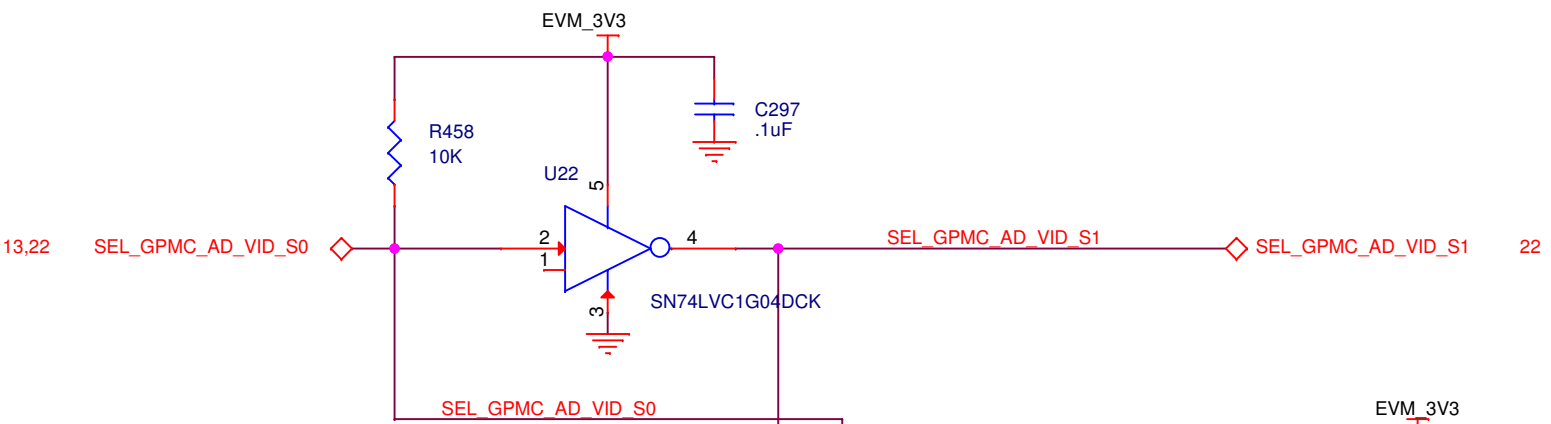 EVM_3V3
C297
.1uF
R458
10K
U22
5
13,22 SEL_GPMC_AD_VID_S0
2
1
4
SEL_GPMC_AD_VID_S1
SEL_GPMC_AD_VID_S1 22
SN74LVC1G04DCK
3
SEL_GPMC_AD_VID_S0
EVM_3V3